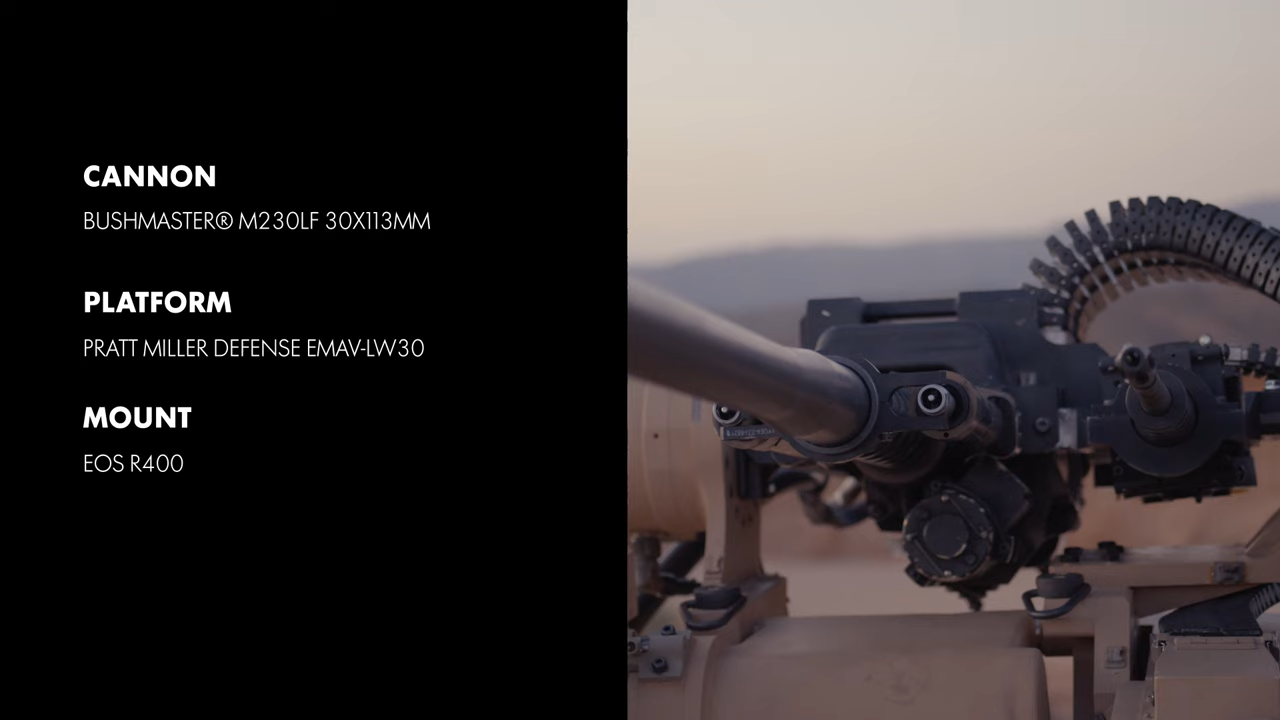 CANNON
BUSHMASTER® M230LF 30X113MM
PLATFORM
PRATT MILLER DEFENSE EMAV-LW30
MOUNT
EOS R400